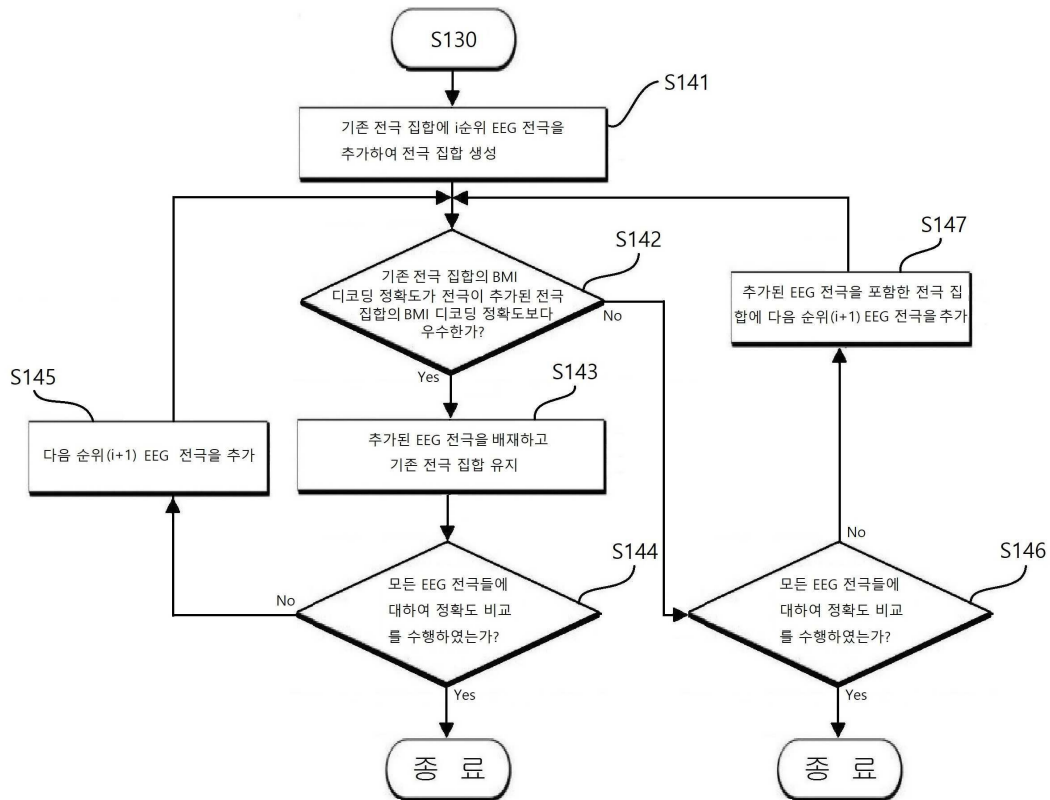 S130
S141
기존 전극 집합에 i순위 EEG 전극을
추가하여 전극 집합 생성
S142
기존 전극 집합의 BMI
디코딩 정확도가 전극이 추가된 전극
집합의 BMI 디코딩 정확도보다
우수한가?
No
Yes
S147
추가된 EEG 전극을 포함한 전극 집
합에 다음 순위(i+1) EEG 전극을 추가
S145
다음 순위(i+1) EEG 전극을 추가
S143
추가된 EEG 전극을 배재하고
기존 전극 집합 유지
S144
모든 EEG 전극들에
대하여 정확도 비교
를 수행하였는가?
No
Yes
S146
모든 EEG 전극들에
대하여 정확도 비교
를 수행하였는가?
No
Yes
종 료
종 료